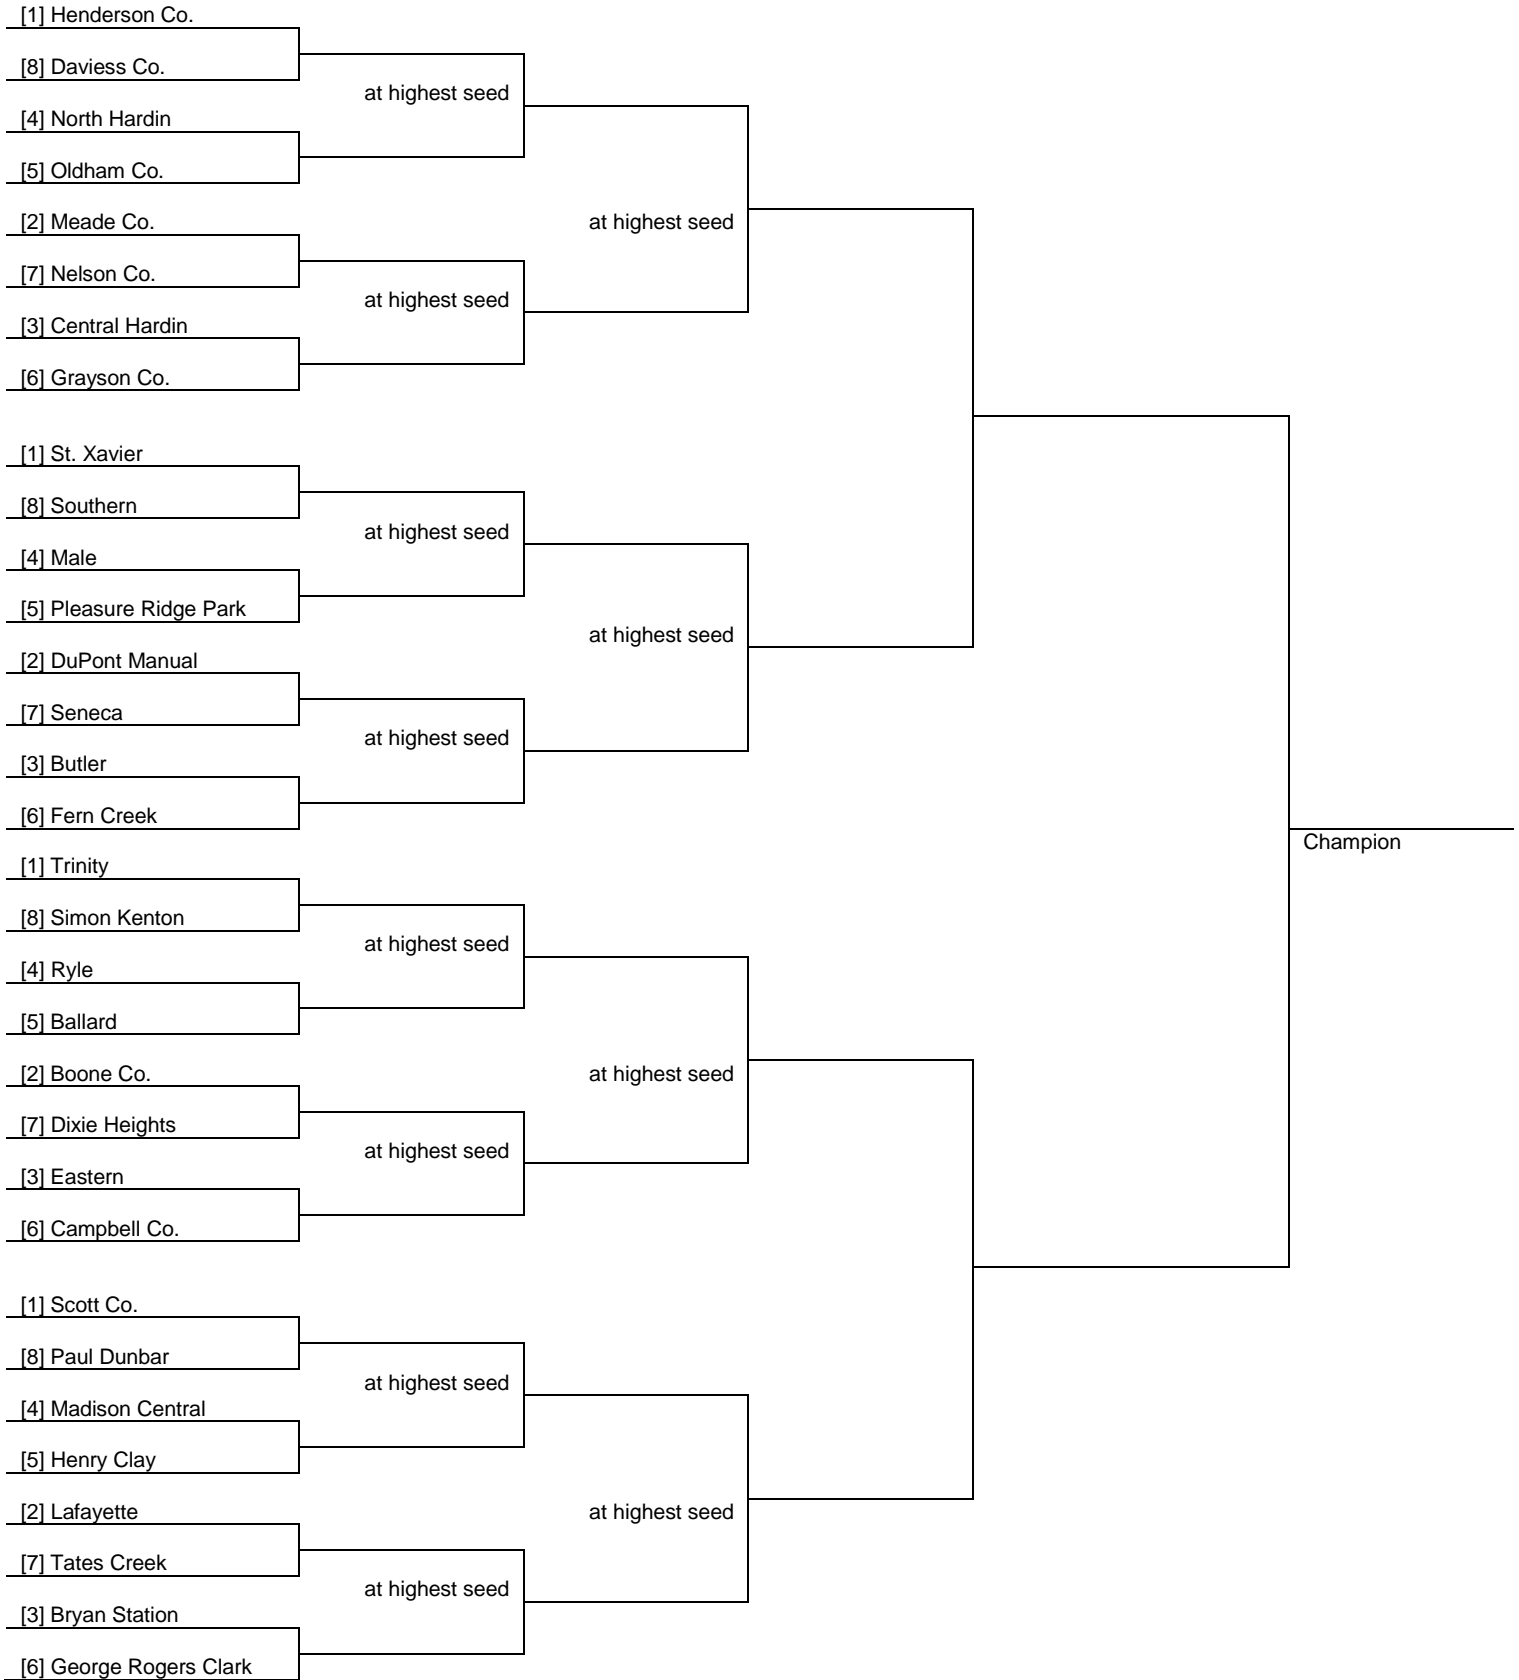 [1] Henderson Co.
[8] Daviess Co.
at highest seed
[4] North Hardin
[5] Oldham Co.
at highest seed
[2] Meade Co.
[7] Nelson Co.
at highest seed
[3] Central Hardin
[6] Grayson Co.
[1] St. Xavier
[8] Southern
at highest seed
[4] Male
[5] Pleasure Ridge Park
at highest seed
[2] DuPont Manual
[7] Seneca
at highest seed
[3] Butler
[6] Fern Creek
Champion
[1] Trinity
[8] Simon Kenton
at highest seed
[4] Ryle
[5] Ballard
at highest seed
[2] Boone Co.
[7] Dixie Heights
at highest seed
[3] Eastern
[6] Campbell Co.
[1] Scott Co.
[8] Paul Dunbar
at highest seed
[4] Madison Central
[5] Henry Clay
at highest seed
[2] Lafayette
[7] Tates Creek
at highest seed
[3] Bryan Station
[6] George Rogers Clark